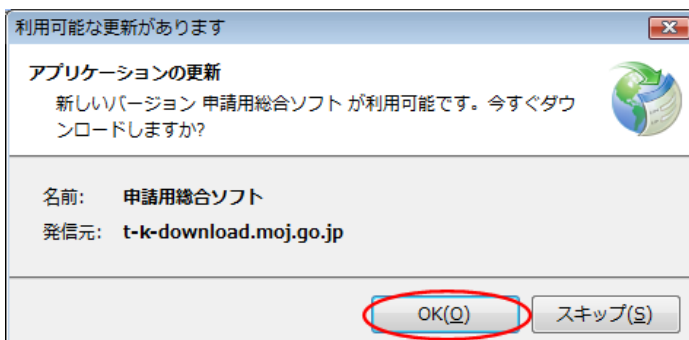 利用可能な更新があります
アプリケーションの更新
新しいバージョン 申請用総合ソフト が利用可能です。今すぐダウ
ンロードしますか?
名前: 申請用総合ソフト
発信元: t-k-download.moj.go.jp
OK(O) スキップ(S)